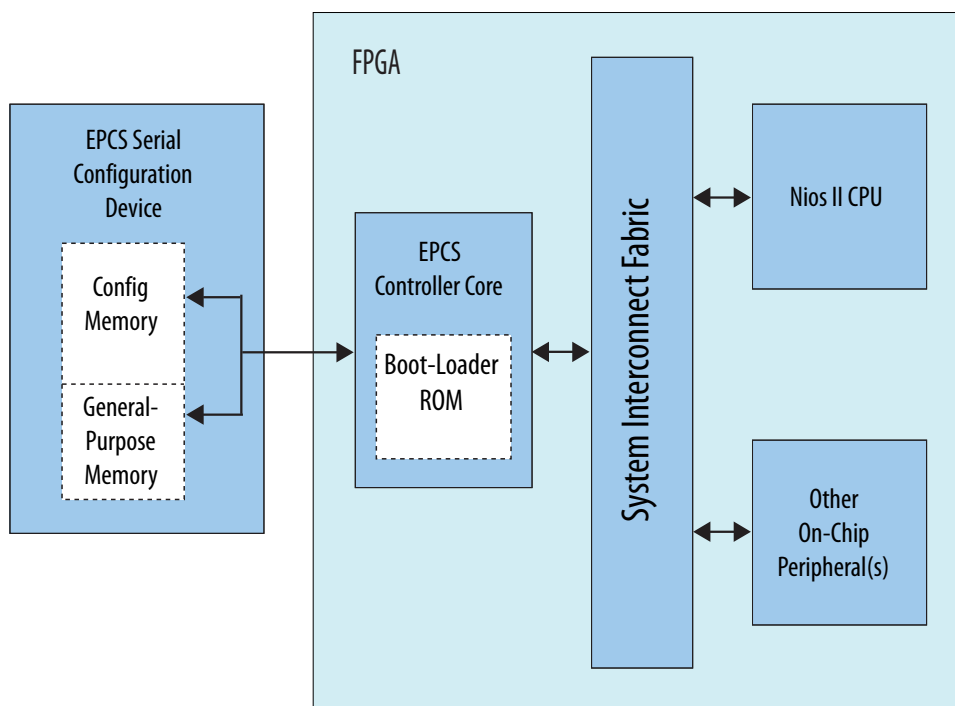 FPGA
EPCS Serial
Configuration
Device
Config
Memory
General-
Purpose
Memory
EPCS
Controller Core
Boot-Loader
ROM
System Interconnect Fabric
Nios II CPU
Other
On-Chip
Peripheral(s)